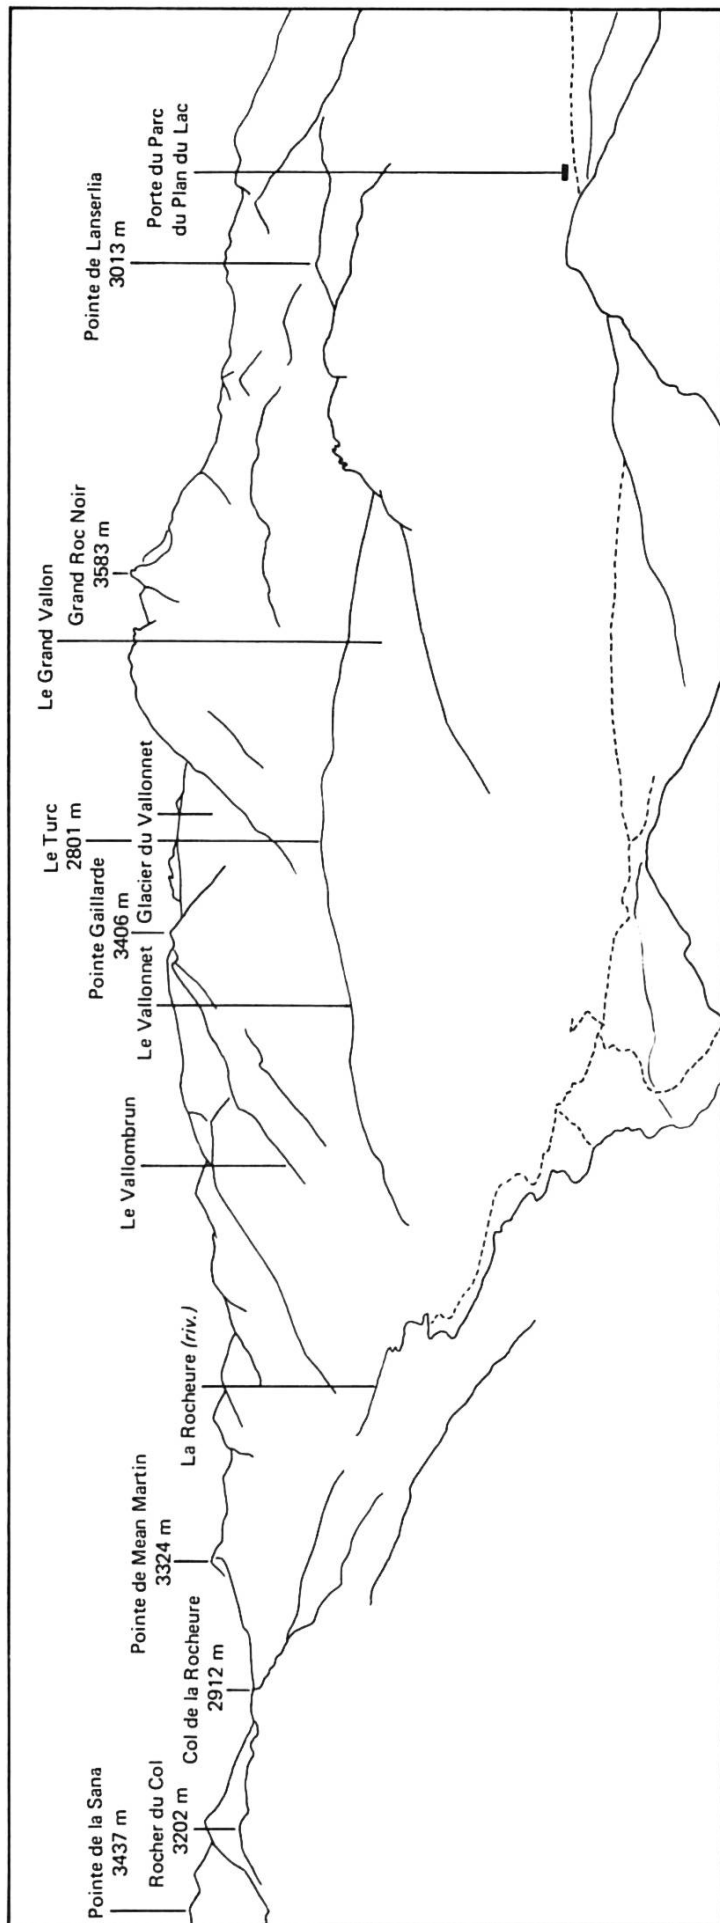 Pointe de la Sana
3437 m
Rocher du Col
3202 m
Col de la Rocheure
2912 m
Pointe de Mean Martin
3324 m
La Rocheure (riv.)
Le Vallombrun
Le Vallonnet
Pointe Gaillarde
3406 m
Glacier du Vallonnet
Le Turc
2801 m
Le Grand Vallon
Grand Roc Noir
3583 m
Pointe de Lanserlia
3013 m
Porte du Parc
du Plan du Lac